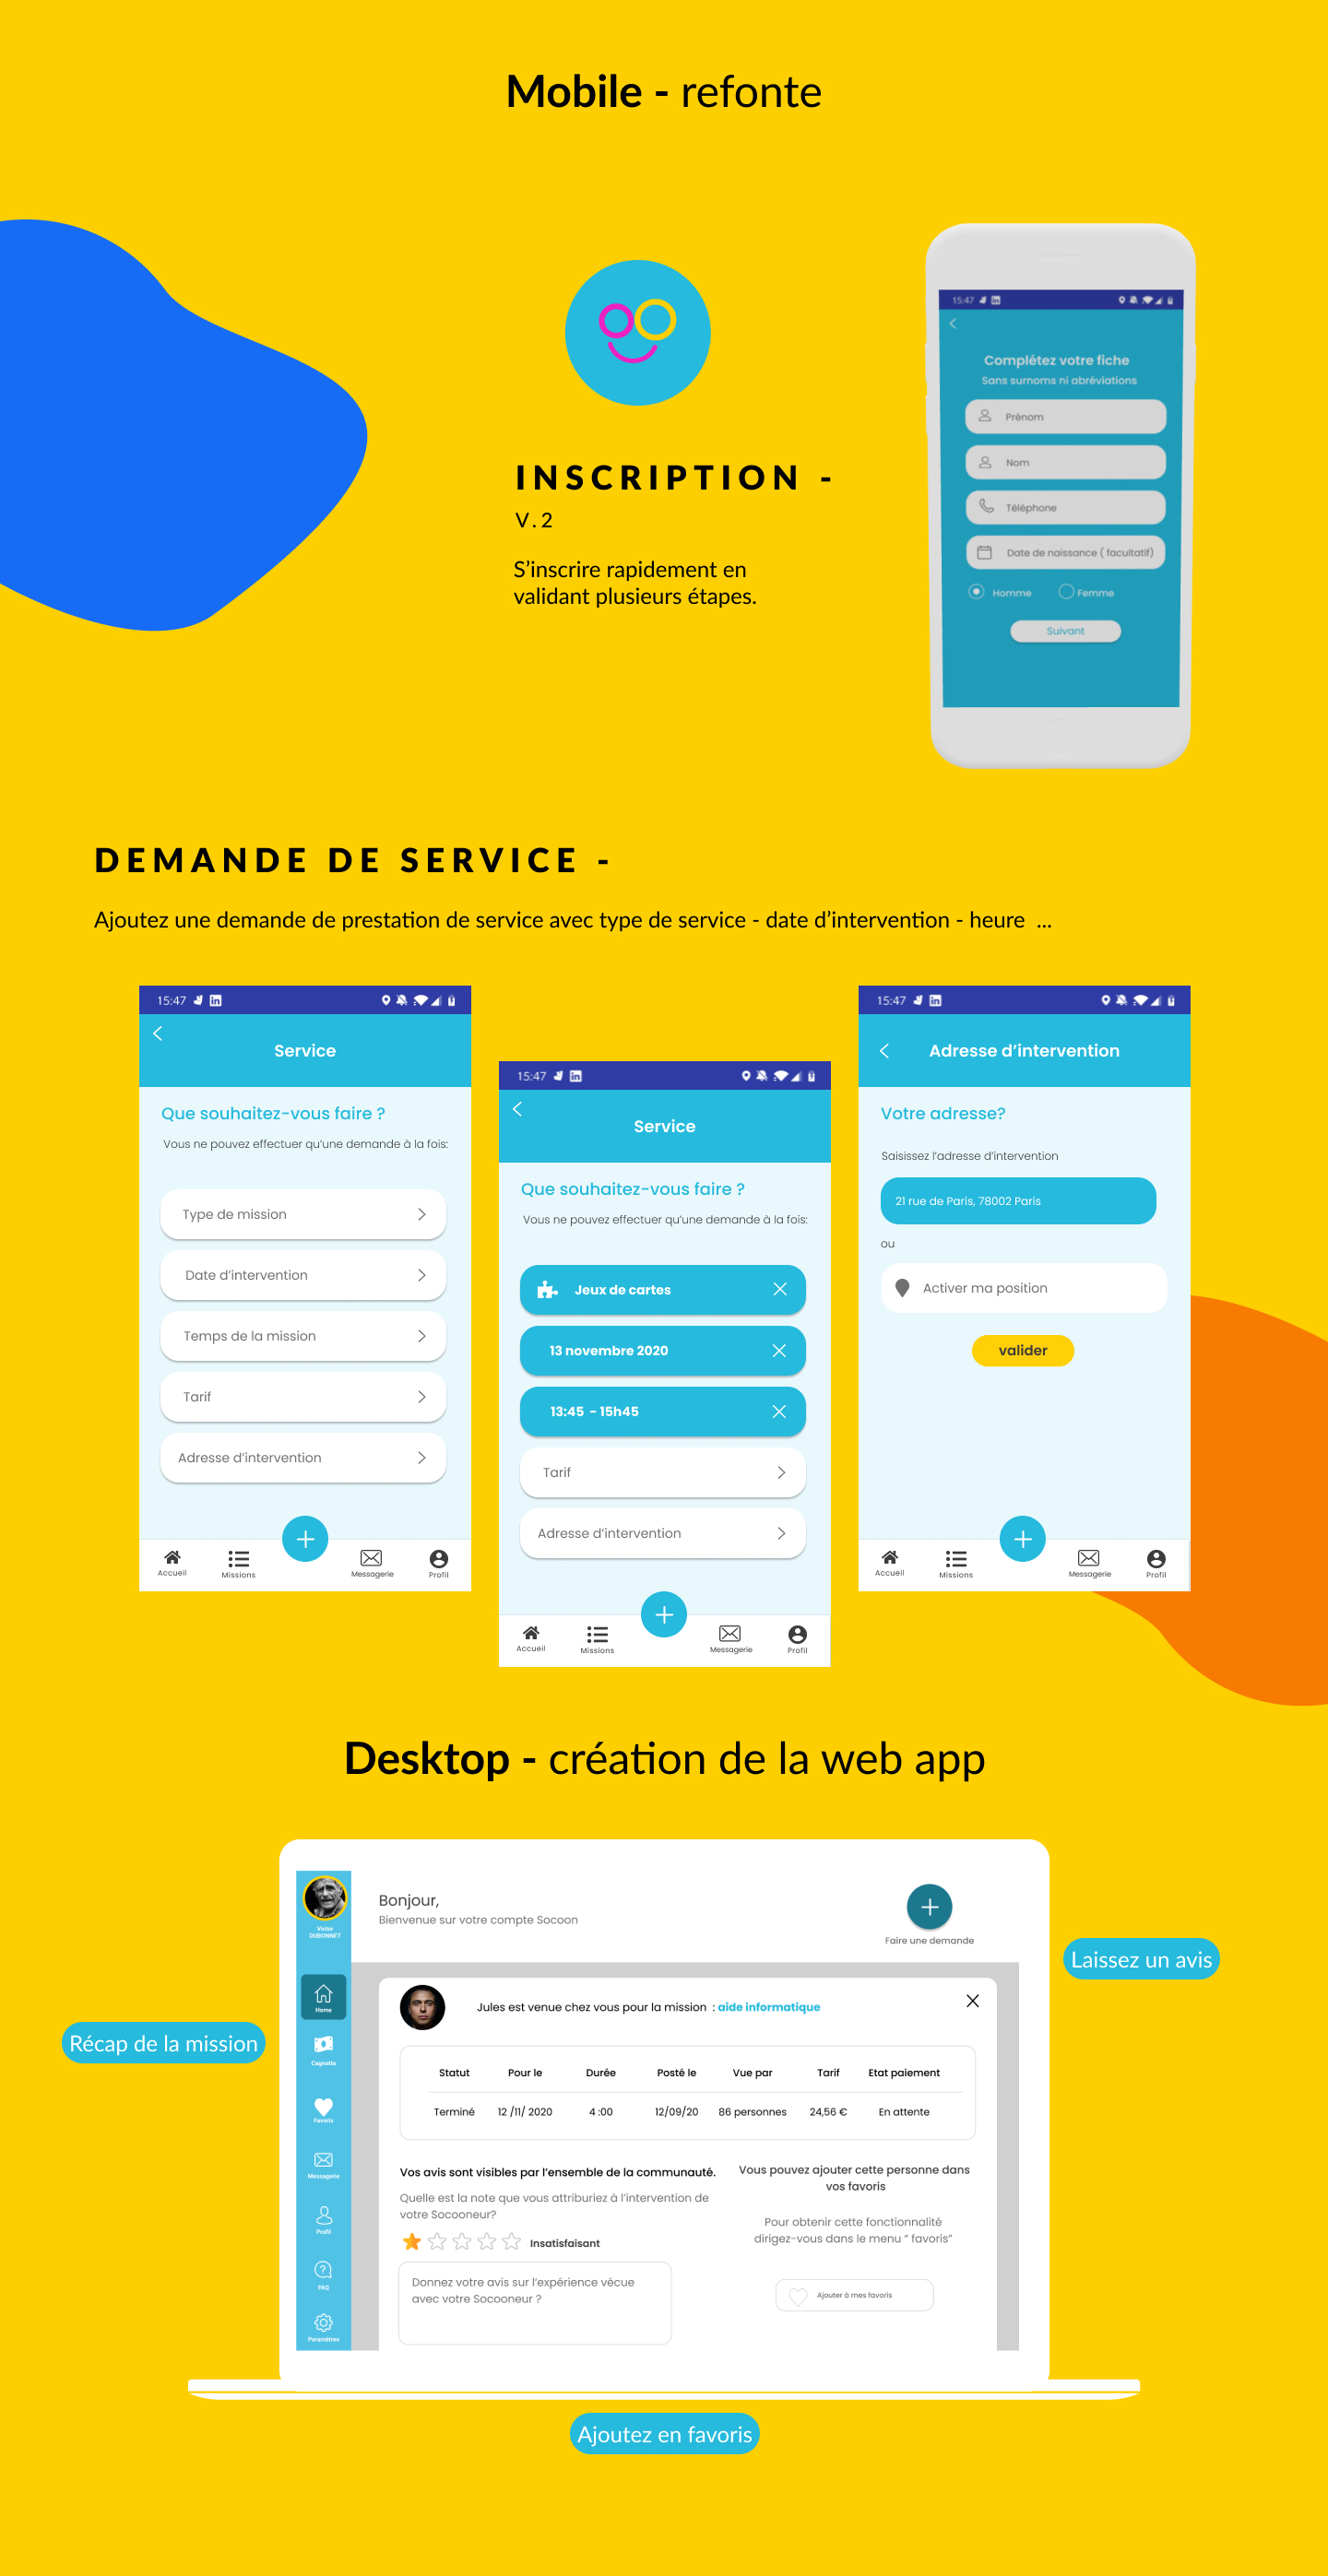 Mobile - refonte
INSCRIPTION -
V.2
S'inscrire rapidement en
validant plusieurs étapes.
15:47
Complétez votre fiche
Sans surnoms ni abréviations
Prénom
Nom
Téléphone
Date de naissance ( facultatif)
Homme Femme
Suivant
DEMANDE DE SERVICE -
Ajoutez une demande de prestation de service avec type de service - date d'intervention - heure ...
15:47
Service
Que souhaitez-vous faire ?
Vous ne pouvez effectuer qu'une demande à la fois:
Type de mission
Date d'intervention
Temps de la mission
Tarif
Adresse d'intervention
Accueil Missions Messagerie Profil
15:47
Service
Que souhaitez-vous faire ?
Vous ne pouvez effectuer qu'une demande à la fois:
Jeux de cartes
13 novembre 2020
13:45 - 15h45
Tarif
Adresse d'intervention
Accueil Missions Messagerie Profil
15:47
Adresse d'intervention
Votre adresse?
Saisissez l'adresse d'intervention
21 rue de Paris, 78002 Paris
ou
Activer ma position
valider
Accueil Missions Messagerie Profil
Desktop - création de la web app
Victor
DUBONNET
Home
Cagnotte
Favoris
Messagerie
Profil
FAQ
Paramètres
Bonjour,
Bienvenue sur votre compte Socoon
Faire une demande
Jules est venue chez vous pour la mission : aide informatique
Statut Pour le Durée Posté le Vue par Tarif Etat paiement
Terminé 12 /11/ 2020 4 :00 12/09/20 86 personnes 24,56 € En attente
Vos avis sont visibles par l'ensemble de la communauté.
Quelle est la note que vous attriburiez à l'intervention de
votre Socooneur?
Insatisfaisant
Donnez votre avis sur l'expérience vécue
avec votre Socooneur ?
Vous pouvez ajouter cette personne dans
vos favoris
Pour obtenir cette fonctionnalité
dirigez-vous dans le menu " favoris"
Ajouter à mes favoris
Laissez un avis
Récap de la mission
Ajoutez en favoris